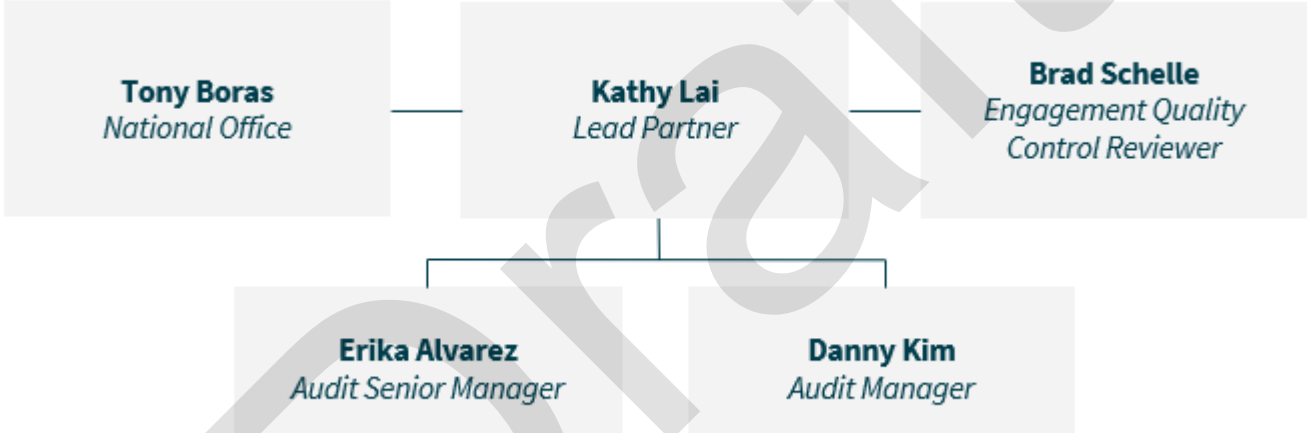 Tony Boras
National Office
Kathy Lai
Lead Partner
Brad Schelle
Engagement Quality
Control Reviewer
Erika Alvarez
Audit Senior Manager
Danny Kim
Audit Manager